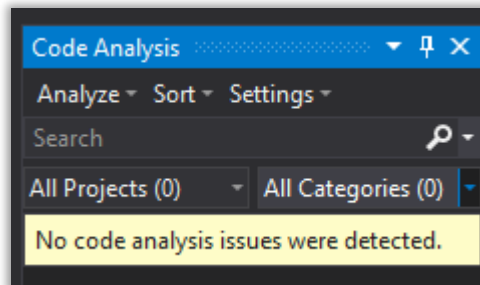 Code Analysis
Analyze Sort Settings
Search
All Projects (0) All Categories (0)
No code analysis issues were detected.